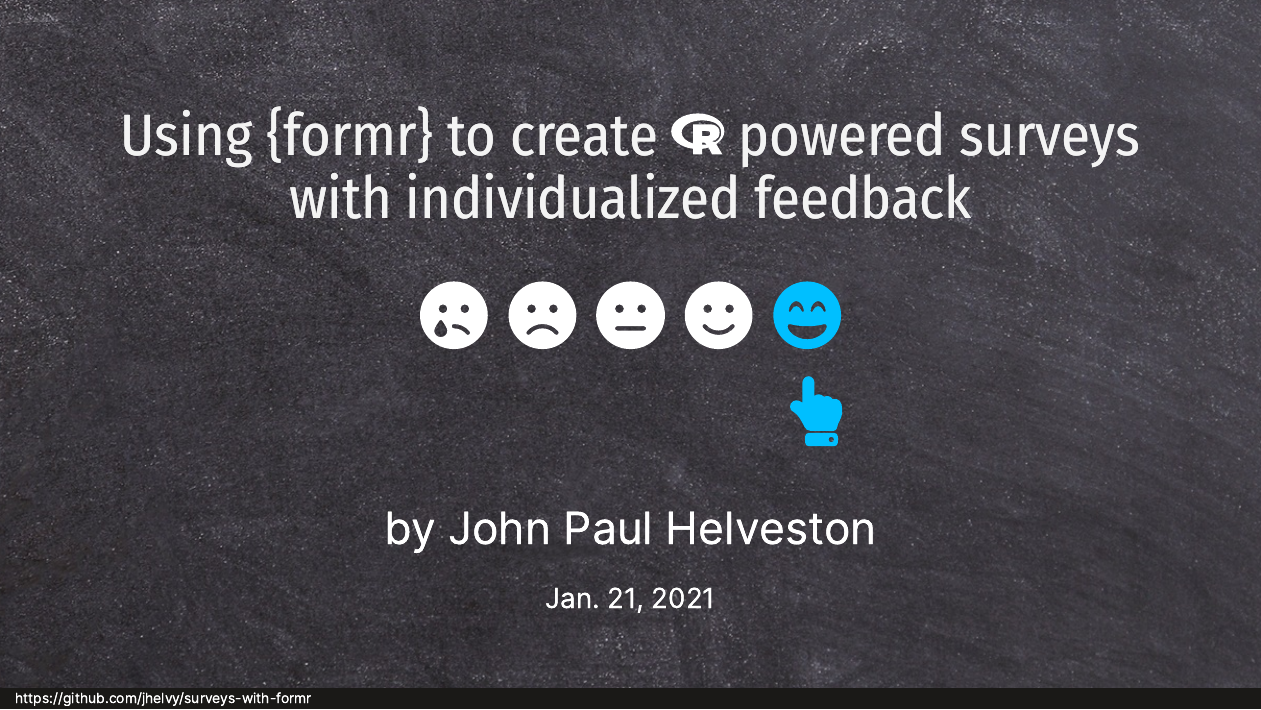 Using {formr} to create R powered surveys
with individualized feedback
by John Paul Helveston
Jan. 21, 2021
https://github.com/jhelvy/surveys-with-formr